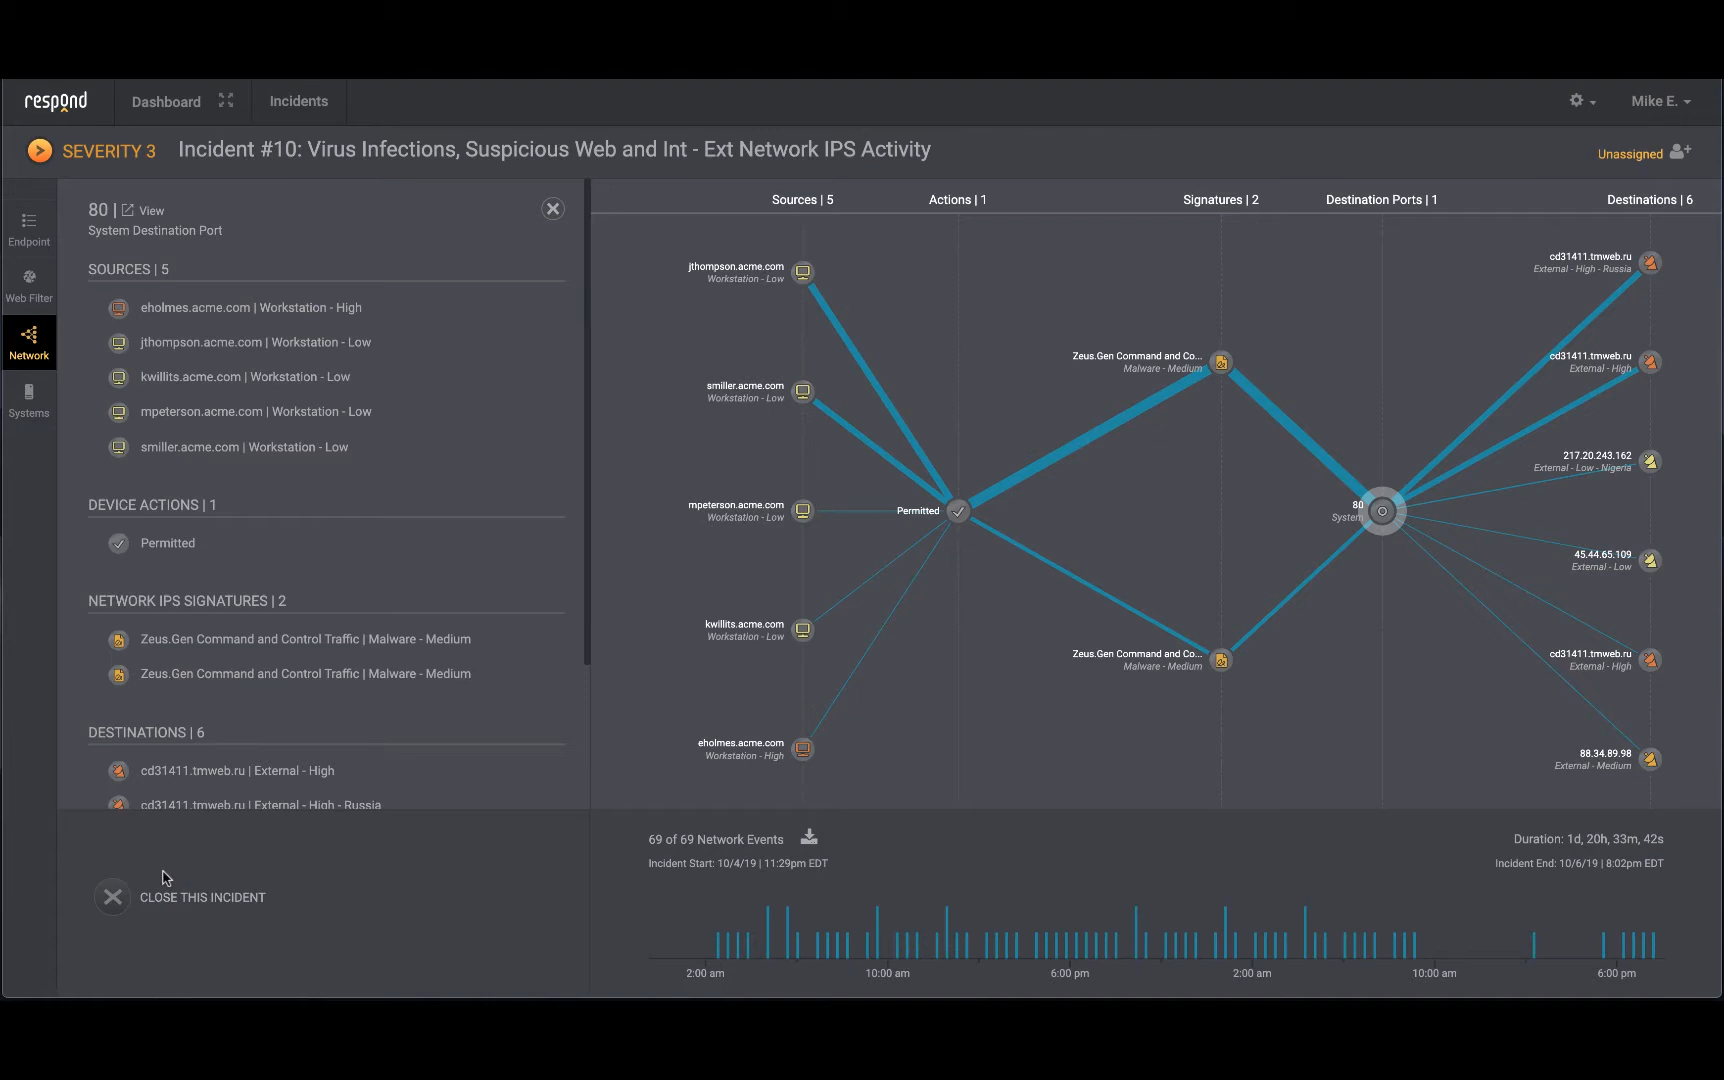 respond
Dashboard
Incidents
Mike E.
SEVERITY 3
Incident #10: Virus Infections, Suspicious Web and Int - Ext Network IPS Activity
Unassigned
Endpoint
Web Filter
Network
Systems
80 | View
System Destination Port
SOURCES | 5
eholmes.acme.com | Workstation - High
jthompson.acme.com | Workstation - Low
kwillits.acme.com | Workstation - Low
mpeterson.acme.com | Workstation - Low
smiller.acme.com | Workstation - Low
DEVICE ACTIONS | 1
Permitted
NETWORK IPS SIGNATURES | 2
Zeus.Gen Command and Control Traffic | Malware - Medium
Zeus.Gen Command and Control Traffic | Malware - Medium
DESTINATIONS | 6
cd31411.tmweb.ru | External - High
cd31411.tmweb.ru | External - High - Russia
CLOSE THIS INCIDENT
Sources | 5
Actions | 1
Signatures | 2
Destination Ports | 1
Destinations | 6
jthompson.acme.com
Workstation - Low
smiller.acme.com
Workstation - Low
mpeterson.acme.com
Workstation - Low
kwillits.acme.com
Workstation - Low
eholmes.acme.com
Workstation - High
Permitted
Zeus.Gen Command and Co...
Malware - Medium
Zeus.Gen Command and Co...
Malware - Medium
80
System
cd31411.tmweb.ru
External - High - Russia
cd31411.tmweb.ru
External - High
217.20.243.162
External - Low - Nigeria
45.44.65.109
External - Low
cd31411.tmweb.ru
External - High
88.34.89.98
External - Medium
69 of 69 Network Events
Duration: 1d, 20h, 33m, 42s
Incident Start: 10/4/19 | 11:29pm EDT
Incident End: 10/6/19 | 8:02pm EDT
2:00 am
10:00 am
6:00 pm
2:00 am
10:00 am
6:00 pm